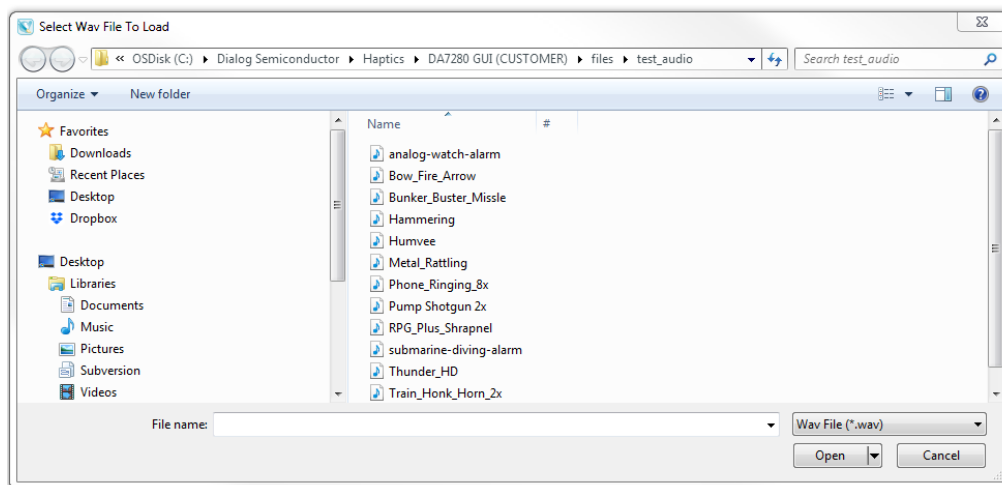 Select Wav File To Load
« OSDisk (C:) ▸ Dialog Semiconductor ▸ Haptics ▸ DA7280 GUI (CUSTOMER) ▸ files ▸ test_audio
Search test_audio
Organize
New folder
Favorites
Downloads
Recent Places
Desktop
Dropbox
Desktop
Libraries
Documents
Music
Pictures
Subversion
Videos
Name
#
analog-watch-alarm
Bow_Fire_Arrow
Bunker_Buster_Missle
Hammering
Humvee
Metal_Rattling
Phone_Ringing_8x
Pump Shotgun 2x
RPG_Plus_Shrapnel
submarine-diving-alarm
Thunder_HD
Train_Honk_Horn_2x
File name:
Wav File (*.wav)
Open
Cancel